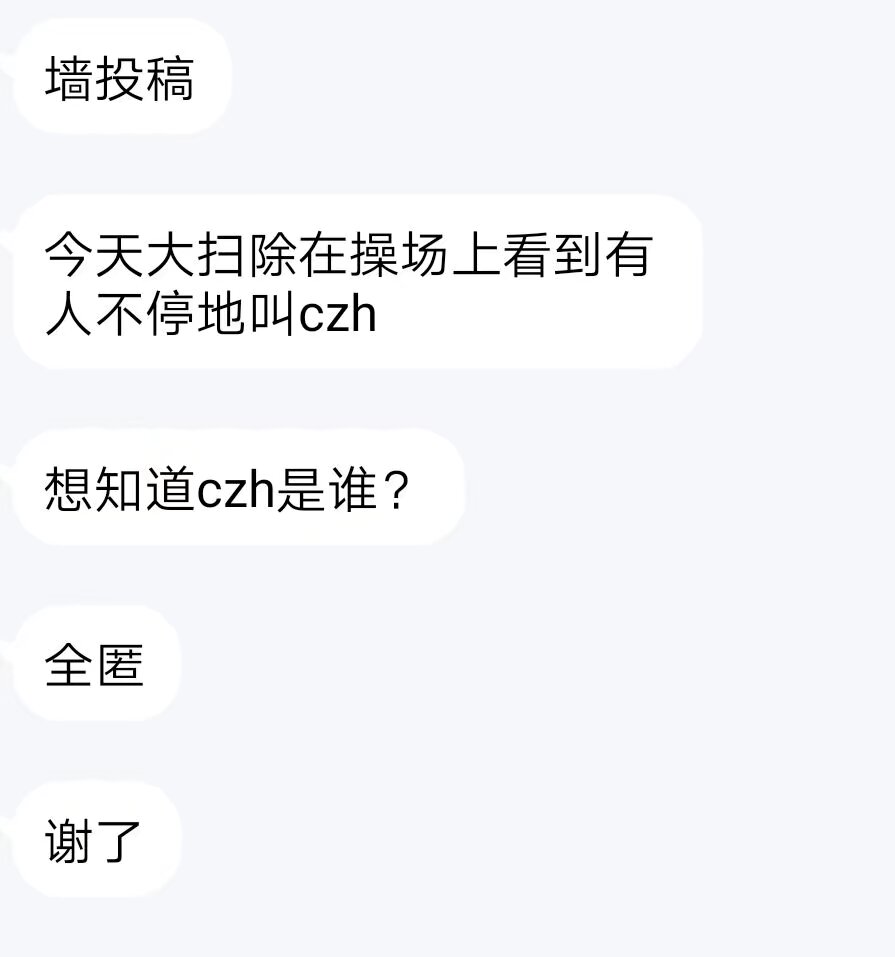 墙投稿
今天大扫除在操场上看到有
人不停地叫czh
想知道czh是谁？
全匿
谢了